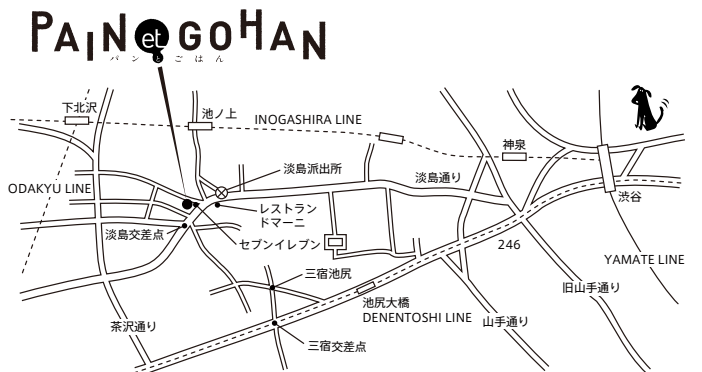 PAIN et GOHAN
パンとごはん
下北沢
池ノ上
INOGASHIRA LINE
神泉
淡島派出所
淡島通り
渋谷
ODAKYU LINE
レストラン
ドマーニ
淡島交差点
セブンイレブン
246
YAMATE LINE
三宿池尻
旧山手通り
池尻大橋
DENENTOSHI LINE
山手通り
茶沢通り
三宿交差点